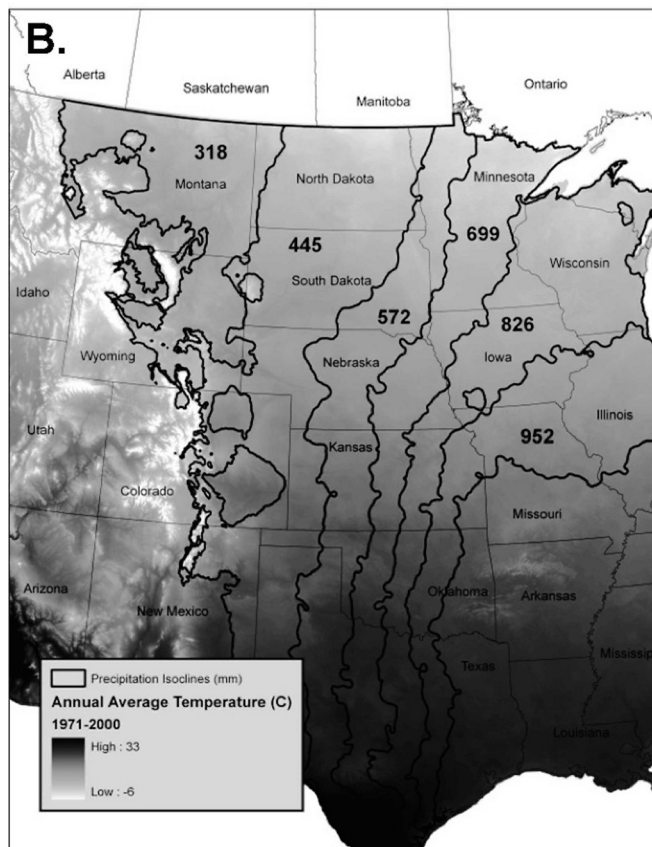 B.
Alberta
Saskatchewan
Manitoba
Ontario
318
Montana
North Dakota
Minnesota
445
South Dakota
699
Wisconsin
Idaho
572
826
Wyoming
Nebraska
Iowa
Utah
Kansas
952
Illinois
Colorado
Missouri
Arizona
New Mexico
Oklahoma
Arkansas
Texas
Mississip
Louisiana
Precipitation Isoclines (mm)
Annual Average Temperature (C)
1971-2000
High : 33
Low : -6